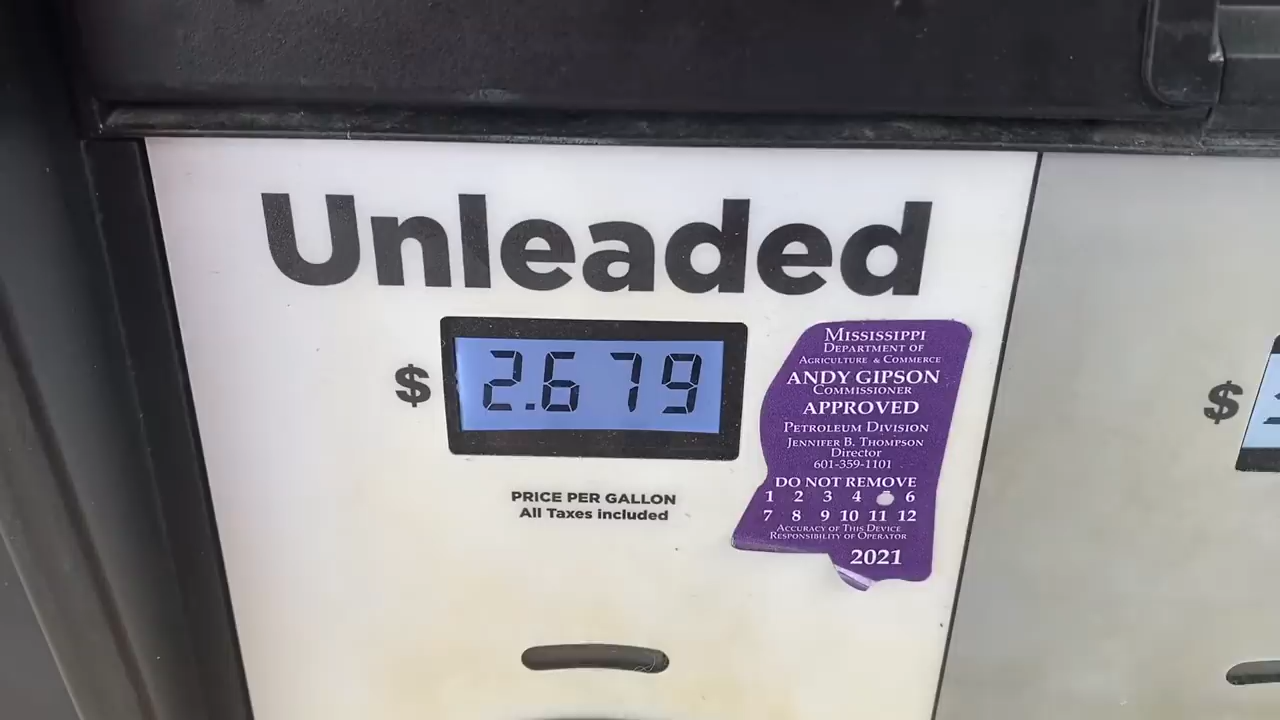 Unleaded
$ 2.679
PRICE PER GALLON
All Taxes included
MISSISSIPPI
DEPARTMENT OF
AGRICULTURE & COMMERCE
ANDY GIPSON
COMMISSIONER
APPROVED
PETROLEUM DIVISION
JENNIFER B. THOMPSON
Director
601-359-1101
DO NOT REMOVE
1 2 3 4 6
7 8 9 10 11 12
ACCURACY OF THIS DEVICE
RESPONSIBILITY OF OPERATOR
2021
$